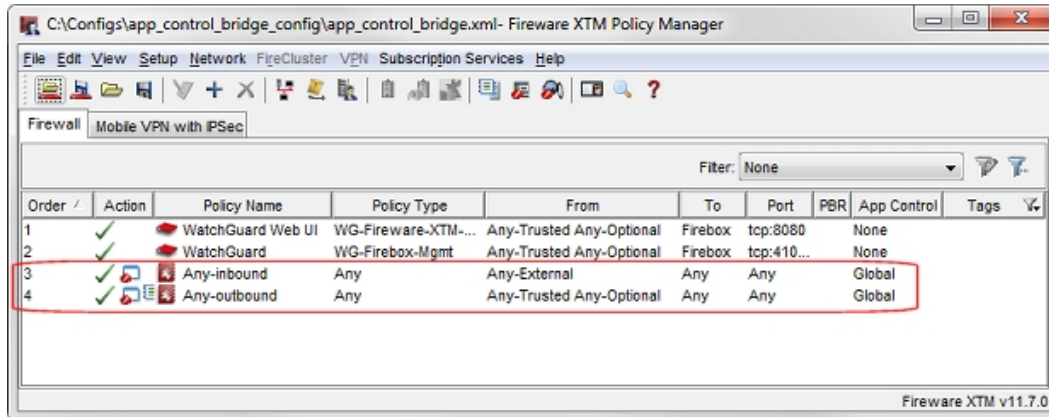 C:\Configs\app_control_bridge_config\app_control_bridge.xml- Fireware XTM Policy Manager
File Edit View Setup Network FireCluster VPN Subscription Services Help
Firewall Mobile VPN with IPSec
Filter: None
Order Action Policy Name Policy Type From To Port PBR App Control Tags
1 WatchGuard Web UI WG-Fireware-XTM-... Any-Trusted Any-Optional Firebox tcp:8080 None
2 WatchGuard WG-Firebox-Mgmt Any-Trusted Any-Optional Firebox tcp:410... None
3 Any-inbound Any Any-External Any Any Global
4 Any-outbound Any Any-Trusted Any-Optional Any Any Global
Fireware XTM v11.7.0